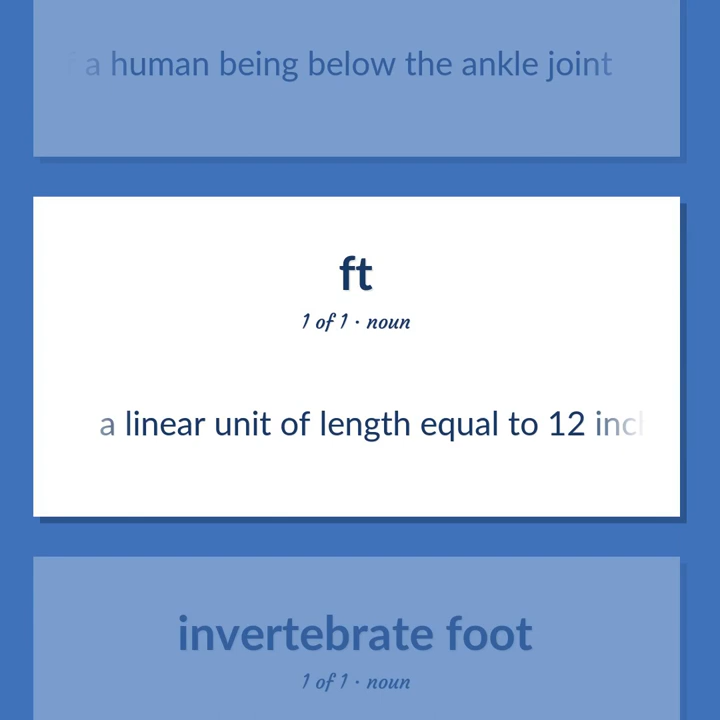 a human being below the ankle joint
ft
1 of 1 · noun
a linear unit of length equal to 12
invertebrate foot
1 of 1 · noun